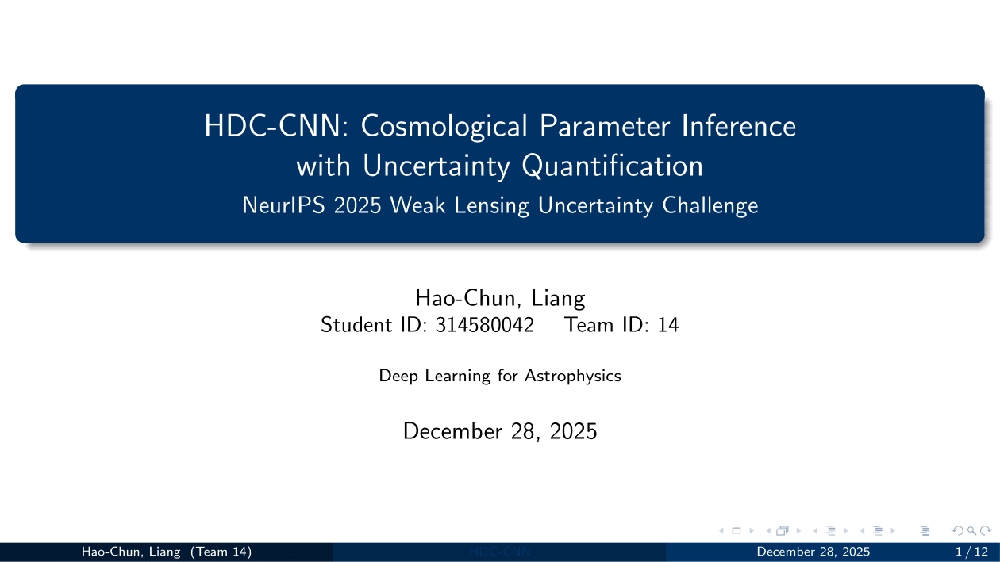 HDC-CNN: Cosmological Parameter Inference
with Uncertainty Quantification
NeurIPS 2025 Weak Lensing Uncertainty Challenge
Hao-Chun, Liang
Student ID: 314580042 Team ID: 14
Deep Learning for Astrophysics
December 28, 2025
Hao-Chun, Liang (Team 14) HDC-CNN December 28, 2025 1 / 12